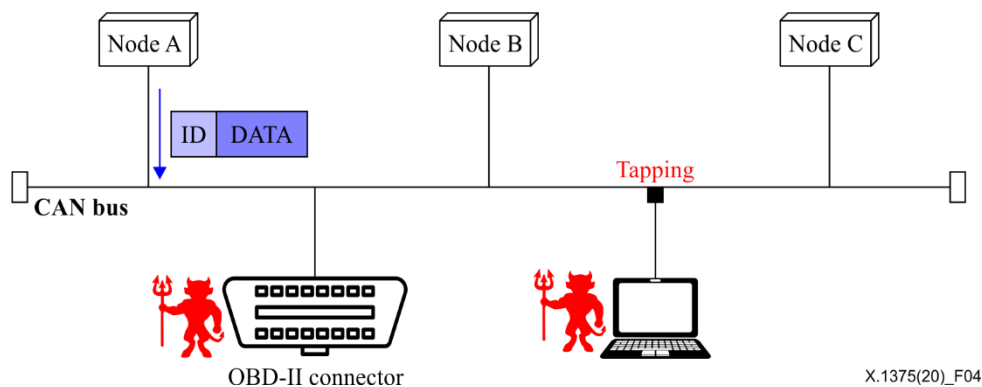 Node A
Node B
Node C
ID DATA
Tapping
CAN bus
OBD-II connector
X.1375(20)_F04